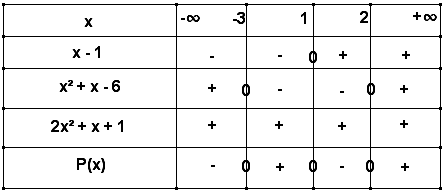 x -∞ -3 1 2 +∞
x - 1 - - 0 + +
x² + x - 6 + 0 - - 0 +
2x² + x + 1 + + + +
P(x) - 0 + 0 - 0 +